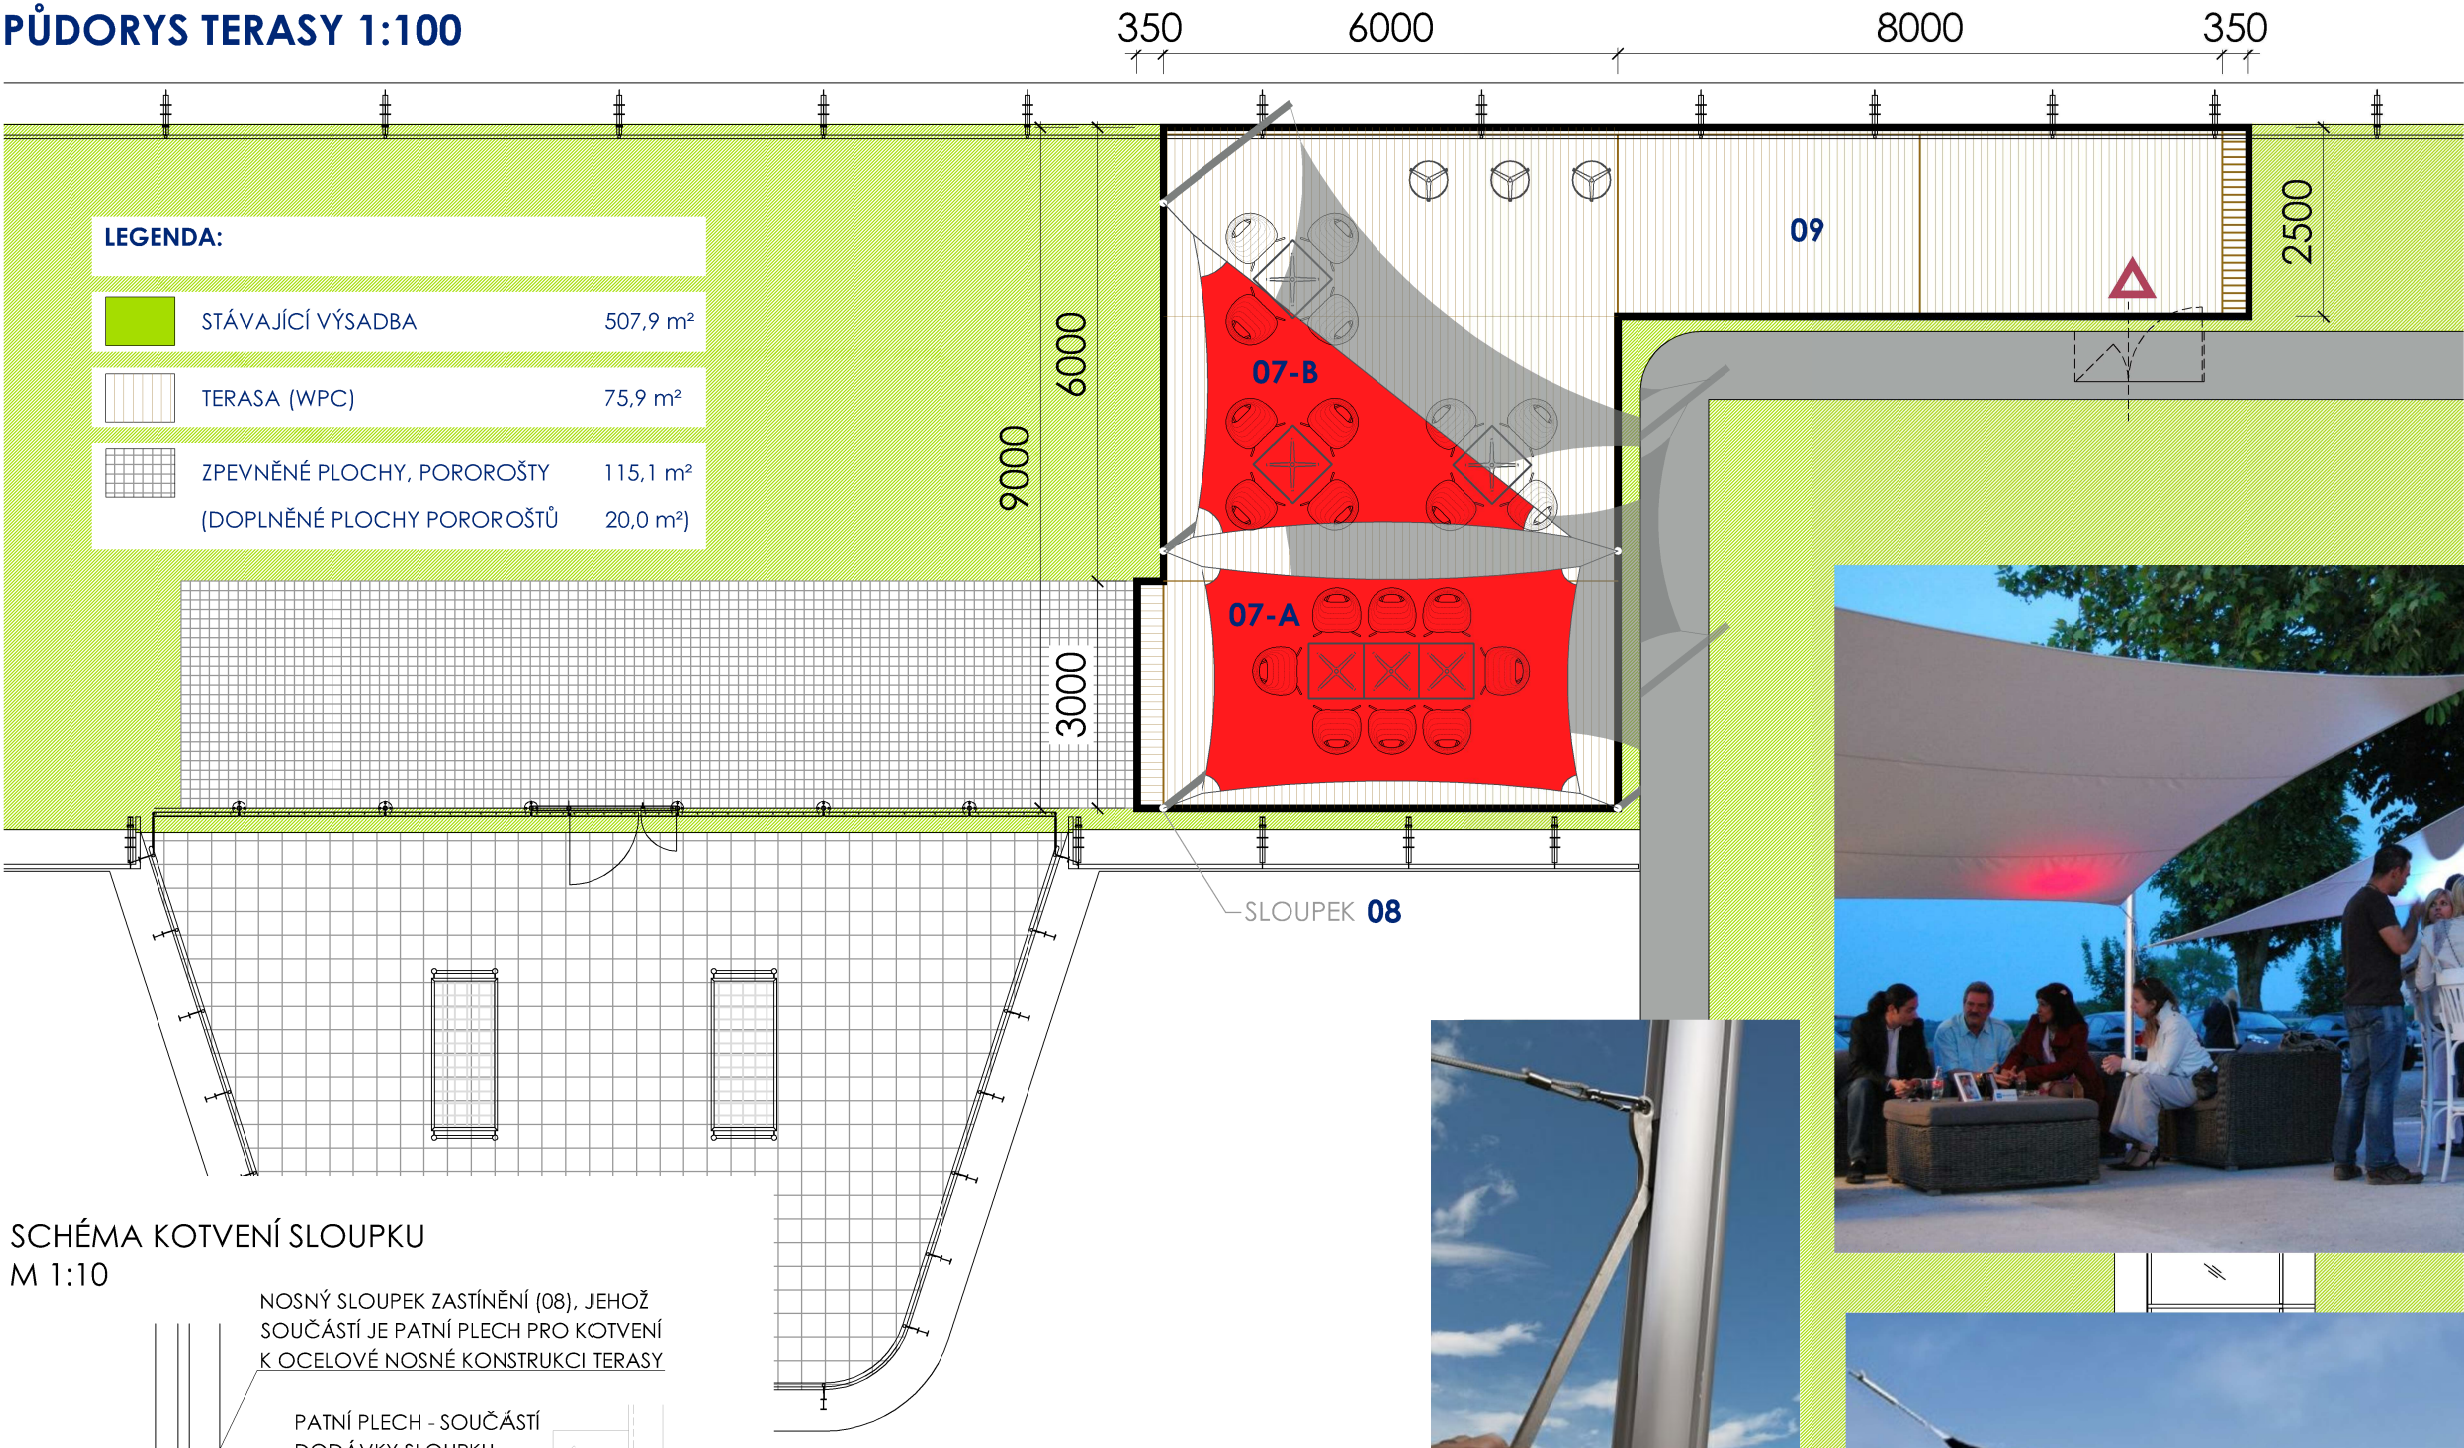 PŮDORYS TERASY 1:100
350
6000
8000
350
LEGENDA:
STÁVAJÍCÍ VÝSADBA 507,9 m²
TERASA (WPC) 75,9 m²
ZPEVNĚNÉ PLOCHY, POROROŠTY 115,1 m²
(DOPLNĚNÉ PLOCHY POROROŠTŮ 20,0 m²)
6000
9000
3000
2500
09
07-B
07-A
SLOUPEK 08
SCHÉMA KOTVENÍ SLOUPKU
M 1:10
NOSNÝ SLOUPEK ZASTÍNĚNÍ (08), JEHOŽ
SOUČÁSTÍ JE PATNÍ PLECH PRO KOTVENÍ
K OCELOVÉ NOSNÉ KONSTRUKCI TERASY
PATNÍ PLECH - SOUČÁSTÍ
DODÁVKY SLOUPKU